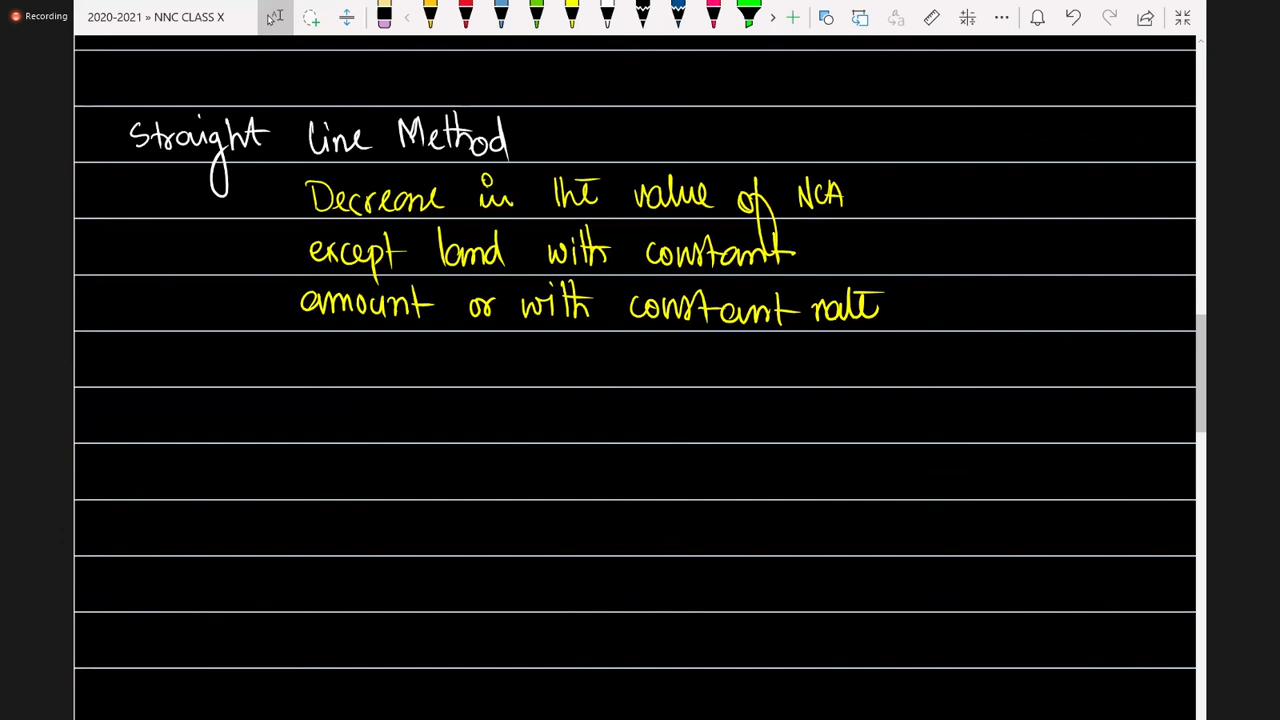 Recording
2020-2021 » NNC CLASS X
Straight Line Method
Decrease in the value of NCA
except land with constant
amount or with constant rate